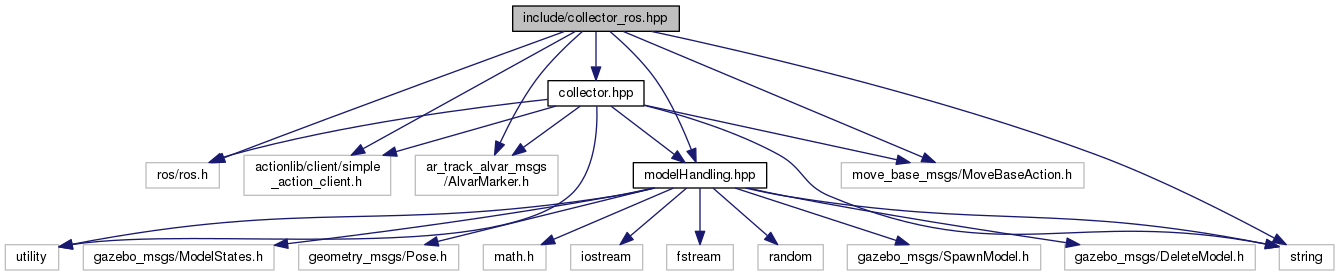 include/collector_ros.hpp
collector.hpp
ros/ros.h
actionlib/client/simple
_action_client.h
ar_track_alvar_msgs
/AlvarMarker.h
modelHandling.hpp
move_base_msgs/MoveBaseAction.h
utility
gazebo_msgs/ModelStates.h
geometry_msgs/Pose.h
math.h
iostream
fstream
random
gazebo_msgs/SpawnModel.h
gazebo_msgs/DeleteModel.h
string